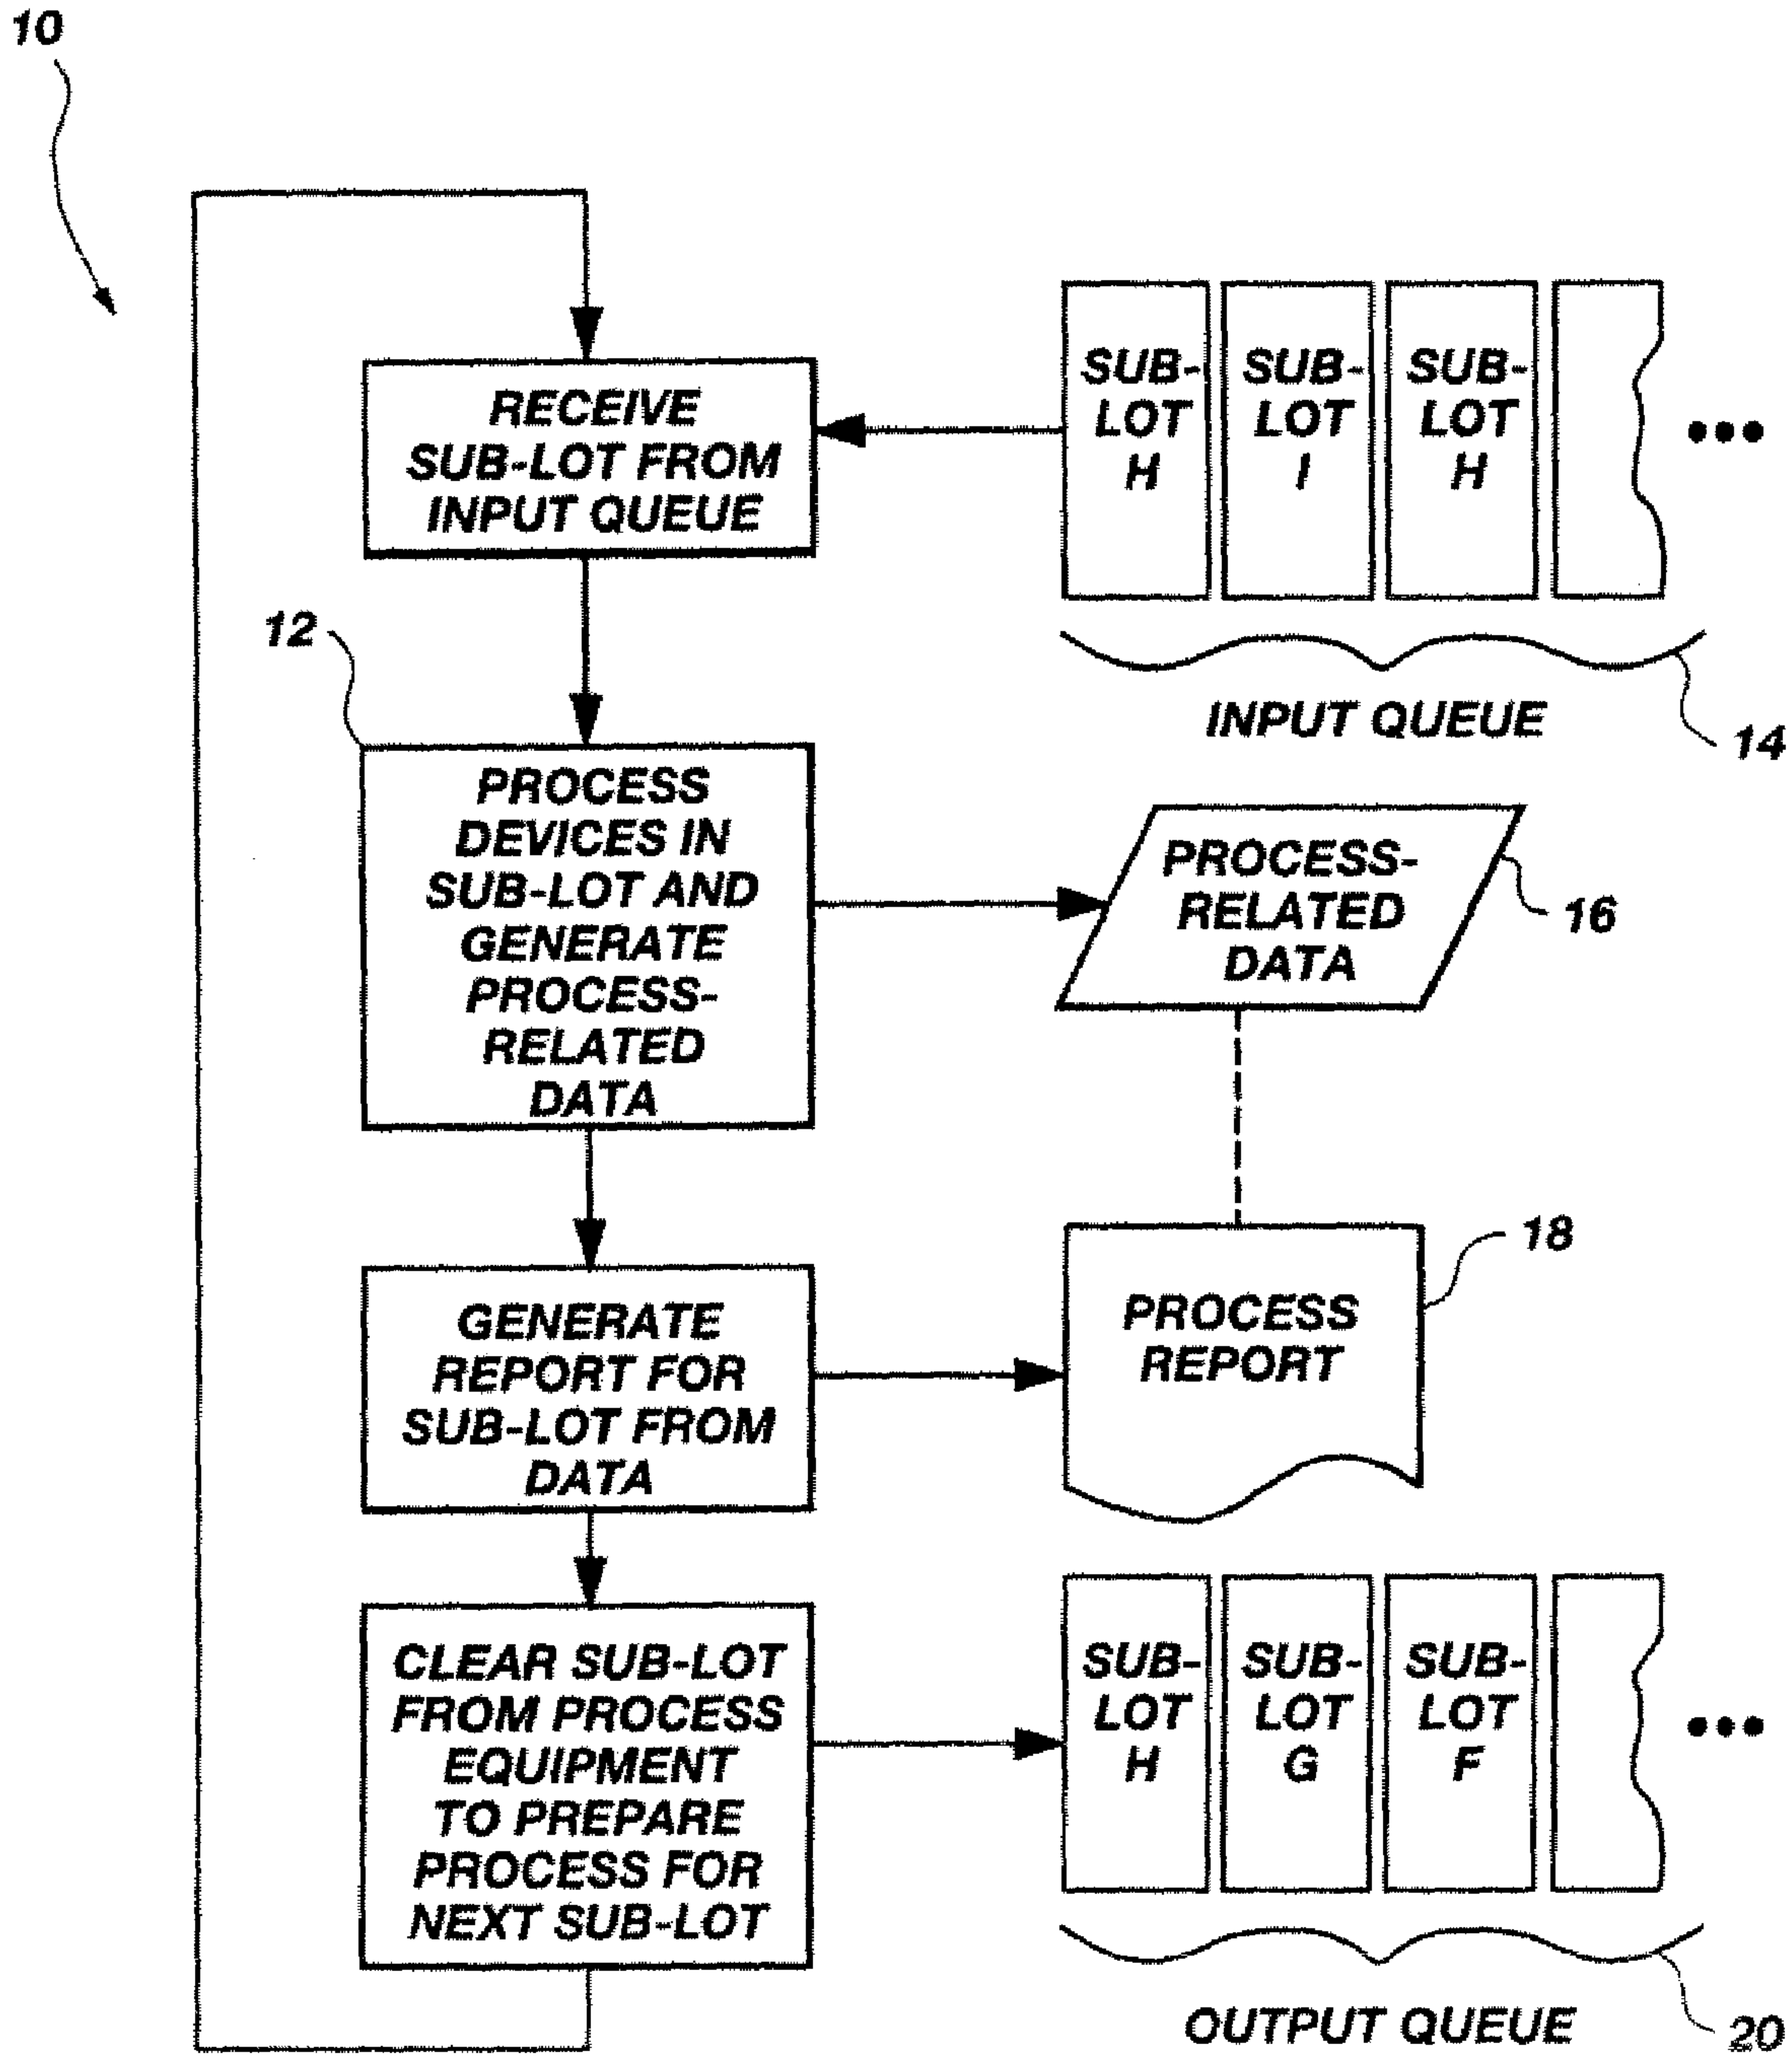 10
RECEIVE
SUB-LOT FROM
INPUT QUEUE
SUB-
LOT
H
SUB-
LOT
I
SUB-
LOT
H
INPUT QUEUE
14
12
PROCESS
DEVICES IN
SUB-LOT AND
GENERATE
PROCESS-
RELATED
DATA
PROCESS-
RELATED
DATA
16
GENERATE
REPORT FOR
SUB-LOT FROM
DATA
PROCESS
REPORT
18
CLEAR SUB-LOT
FROM PROCESS
EQUIPMENT
TO PREPARE
PROCESS FOR
NEXT SUB-LOT
SUB-
LOT
H
SUB-
LOT
G
SUB-
LOT
F
OUTPUT QUEUE
20